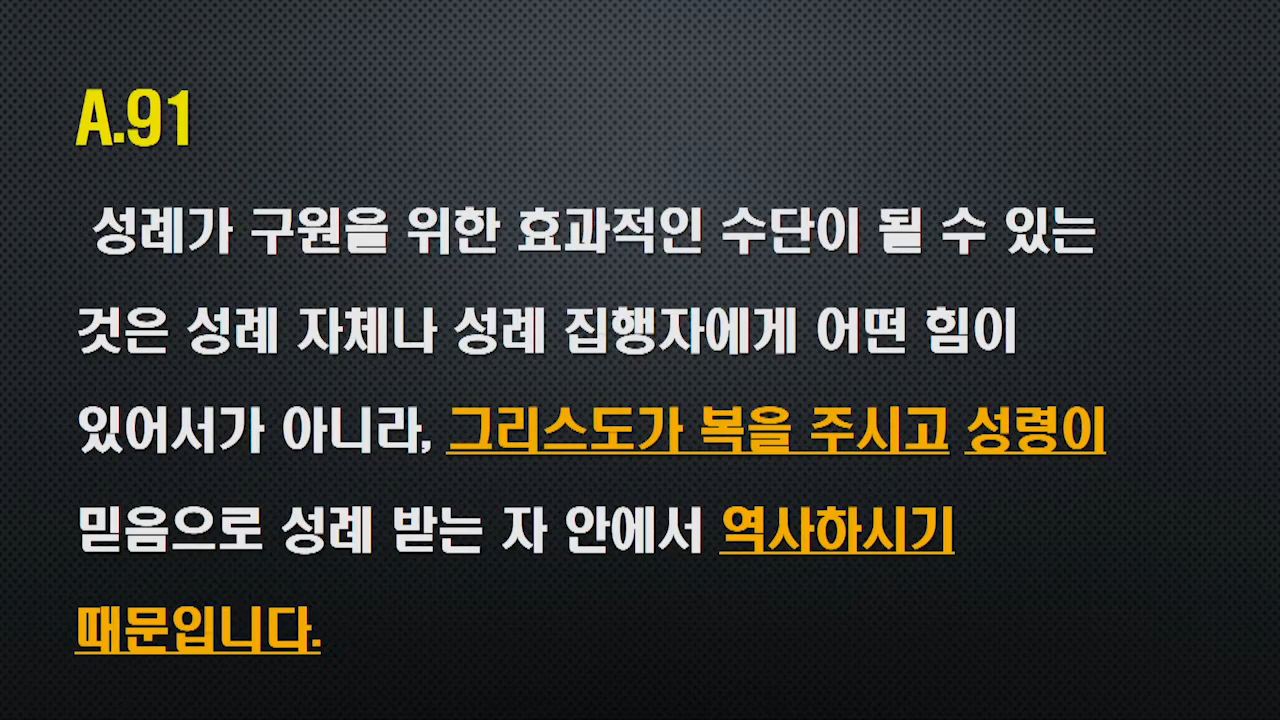 A.91
성례가 구원을 위한 효과적인 수단이 될 수 있는
것은 성례 자체나 성례 집행자에게 어떤 힘이
있어서가 아니라, 그리스도가 복을 주시고 성령이
믿음으로 성례 받는 자 안에서 역사하시기
때문입니다.